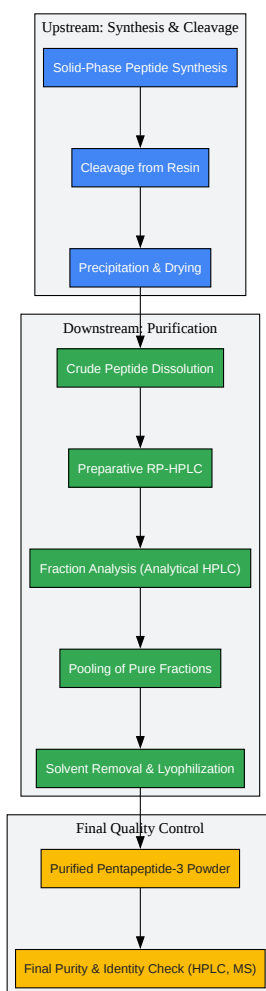 Upstream: Synthesis & Cleavage
Solid-Phase Peptide Synthesis
Cleavage from Resin
Precipitation & Drying
Downstream: Purification
Crude Peptide Dissolution
Preparative RP-HPLC
Fraction Analysis (Analytical HPLC)
Pooling of Pure Fractions
Solvent Removal & Lyophilization
Final Quality Control
Purified Pentapeptide-3 Powder
Final Purity & Identity Check (HPLC, MS)